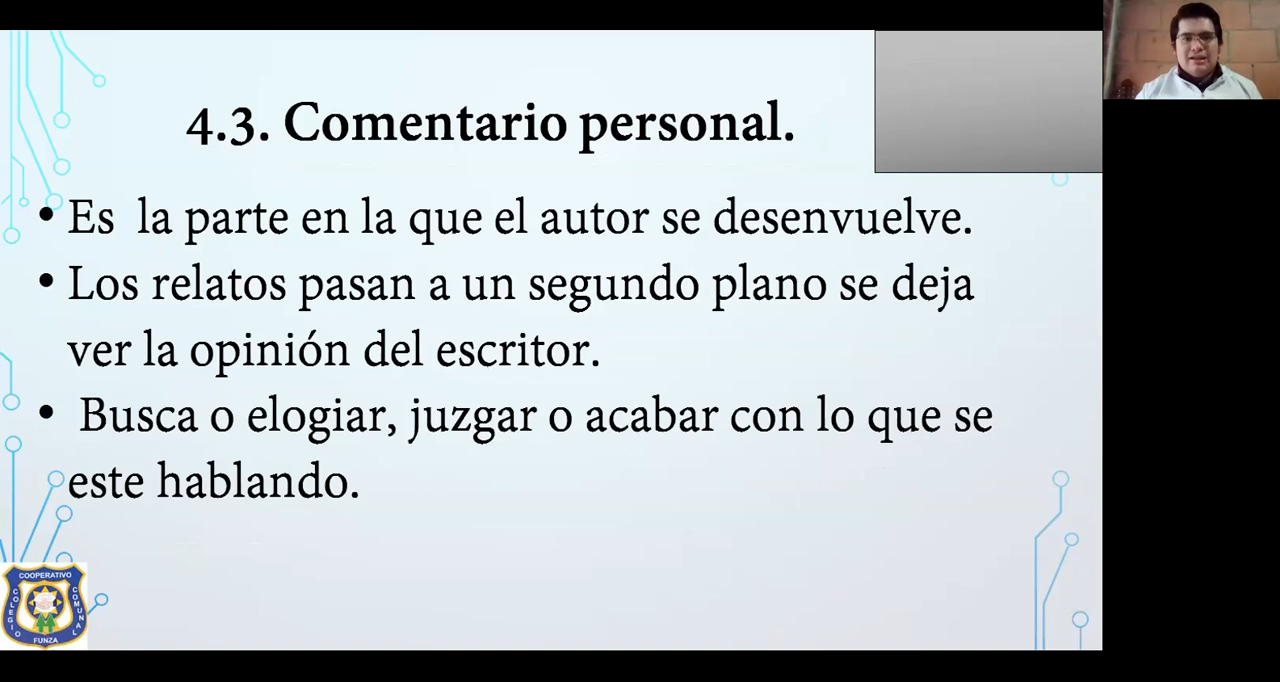 4.3. Comentario personal.
• Es la parte en la que el autor se desenvuelve.
• Los relatos pasan a un segundo plano se deja
ver la opinión del escritor.
• Busca o elogiar, juzgar o acabar con lo que se
este hablando.
COOPERATIVO
COLEGIO
COMUNAL
FUNZA